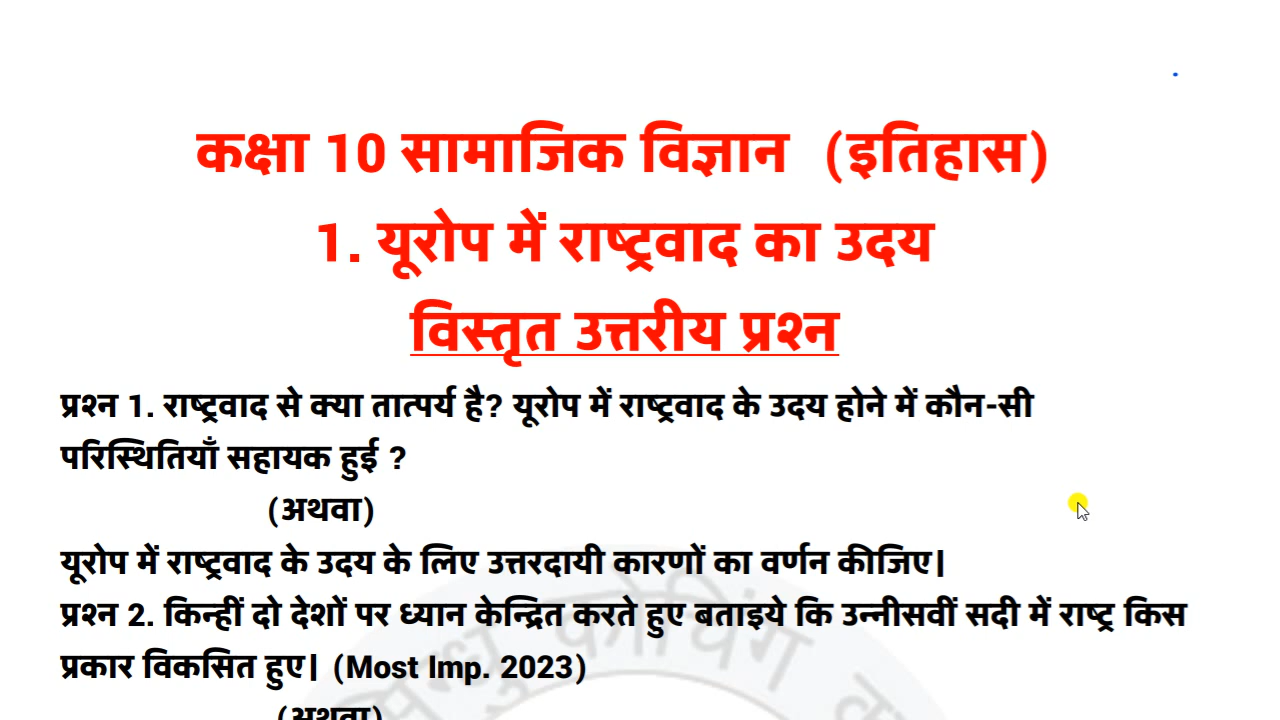 कक्षा 10 सामाजिक विज्ञान (इतिहास)
1. यूरोप में राष्ट्रवाद का उदय
विस्तृत उत्तरीय प्रश्न
प्रश्न 1. राष्ट्रवाद से क्या तात्पर्य है? यूरोप में राष्ट्रवाद के उदय होने में कौन-सी
परिस्थितियाँ सहायक हुई ?
(अथवा)
यूरोप में राष्ट्रवाद के उदय के लिए उत्तरदायी कारणों का वर्णन कीजिए|
प्रश्न 2. किन्हीं दो देशों पर ध्यान केन्द्रित करते हुए बताइये कि उन्नीसवीं सदी में राष्ट्र किस
प्रकार विकसित हुए| (Most Imp. 2023)
(अथवा)
कोचिंग